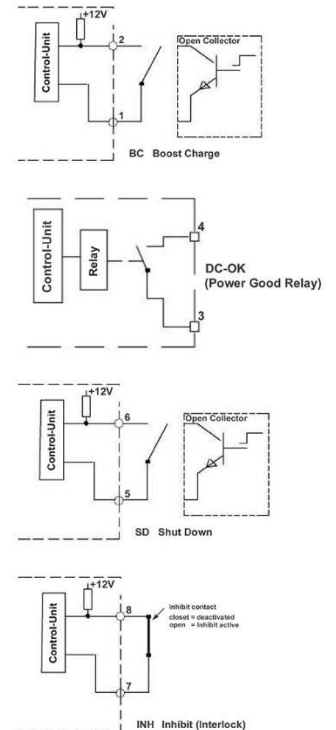 +12V
Control-Unit
2
1
Open Collector
BC Boost Charge
Control-Unit
Relay
4
3
DC-OK
(Power Good Relay)
+12V
Control-Unit
6
5
Open Collector
SD Shut Down
+12V
Control-Unit
8
7
Inhibit contact
closet = deactivated
open = Inhibit active
INH Inhibit (Interlock)